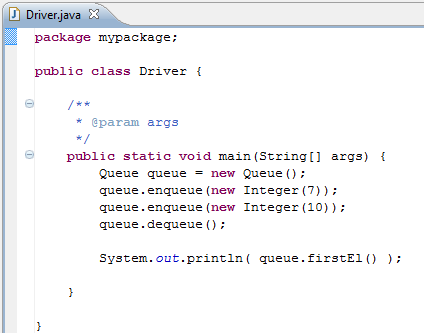 Driver.java
package mypackage;
public class Driver {
/**
* @param args
*/
public static void main(String[] args) {
Queue queue = new Queue();
queue.enqueue(new Integer(7));
queue.enqueue(new Integer(10));
queue.dequeue();
System.out.println( queue.firstEl() );
}
}